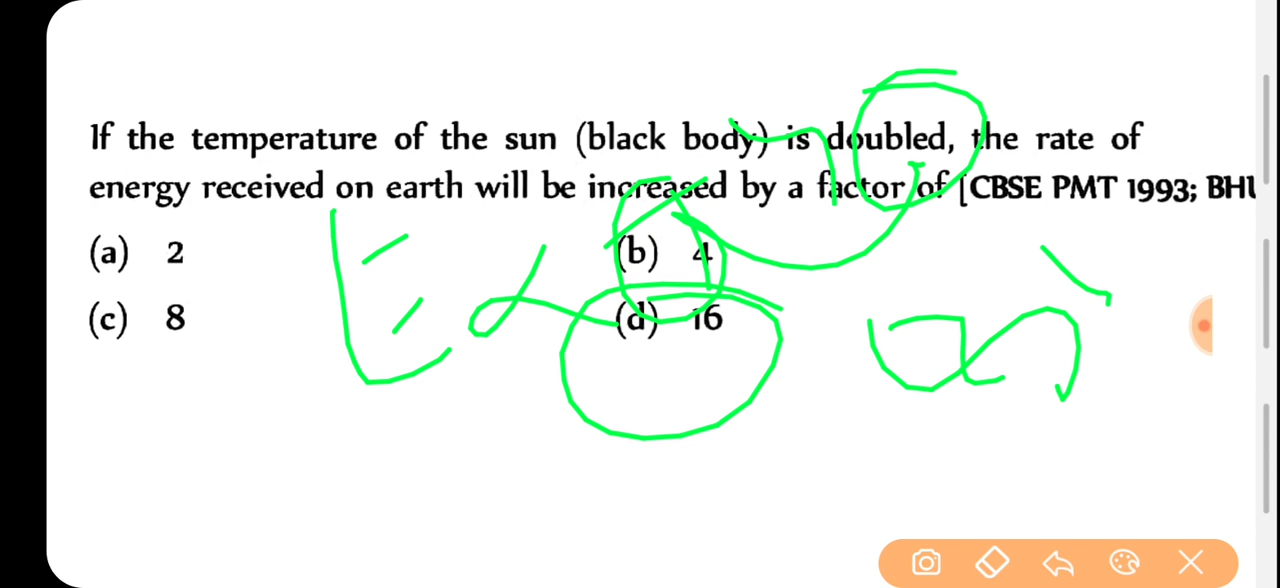 If the temperature of the sun (black body) is doubled, the rate of
energy received on earth will be increased by a factor of [CBSE PMT 1993; BHU
(a) 2 (b) 4
(c) 8 (d) 16
E α